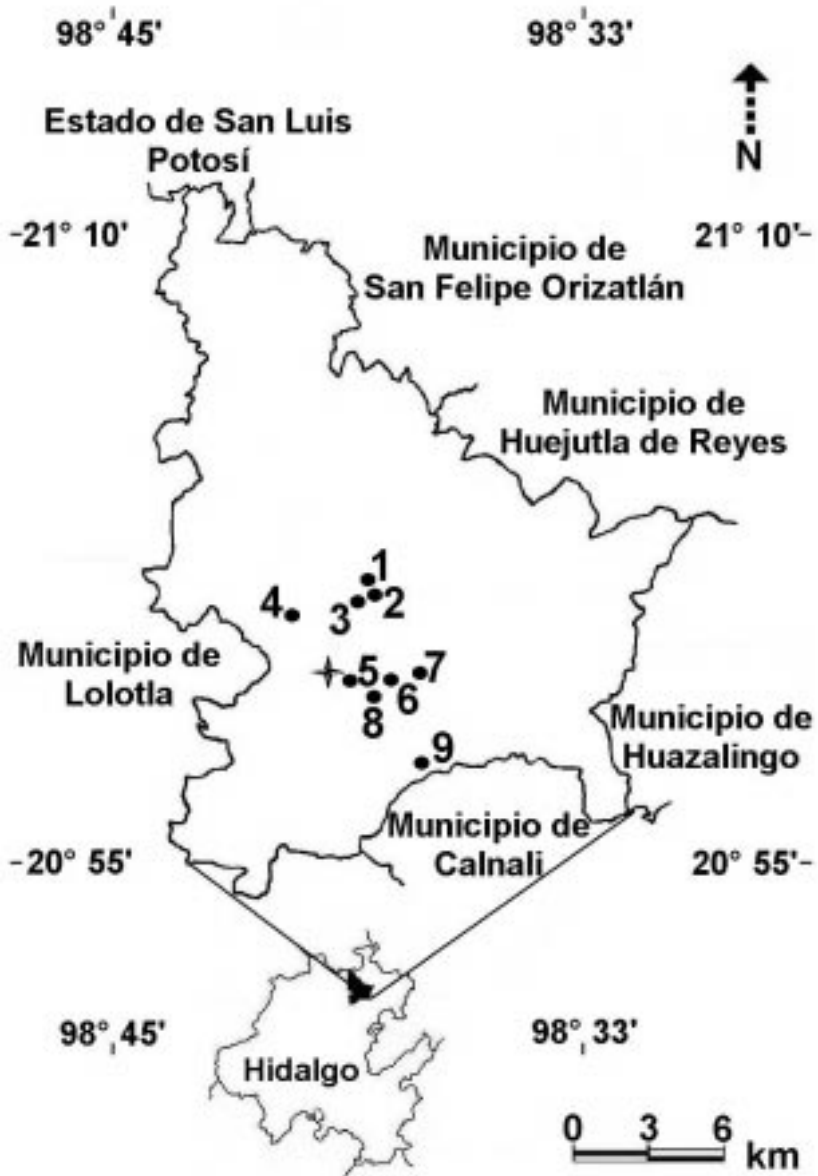 98° 45'
98° 33'
N
Estado de San Luis
Potosí
21° 10'
21° 10'
Municipio de
San Felipe Orizatlán
Municipio de
Huejutla de Reyes
1
2
3
4
Municipio de
Lolotla
5
6
7
8
9
Municipio de
Huazalingo
Municipio de
Calnali
20° 55'
20° 55'
98° 45'
98° 33'
Hidalgo
0 3 6
km